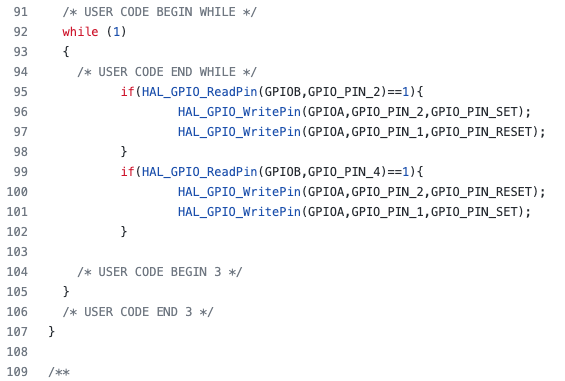 91 /* USER CODE BEGIN WHILE */
92 while (1)
93 {
94 /* USER CODE END WHILE */
95 if(HAL_GPIO_ReadPin(GPIOB,GPIO_PIN_2)==1){
96 HAL_GPIO_WritePin(GPIOA,GPIO_PIN_2,GPIO_PIN_SET);
97 HAL_GPIO_WritePin(GPIOA,GPIO_PIN_1,GPIO_PIN_RESET);
98 }
99 if(HAL_GPIO_ReadPin(GPIOB,GPIO_PIN_4)==1){
100 HAL_GPIO_WritePin(GPIOA,GPIO_PIN_2,GPIO_PIN_RESET);
101 HAL_GPIO_WritePin(GPIOA,GPIO_PIN_1,GPIO_PIN_SET);
102 }
103
104 /* USER CODE BEGIN 3 */
105 }
106 /* USER CODE END 3 */
107 }
108
109 /**